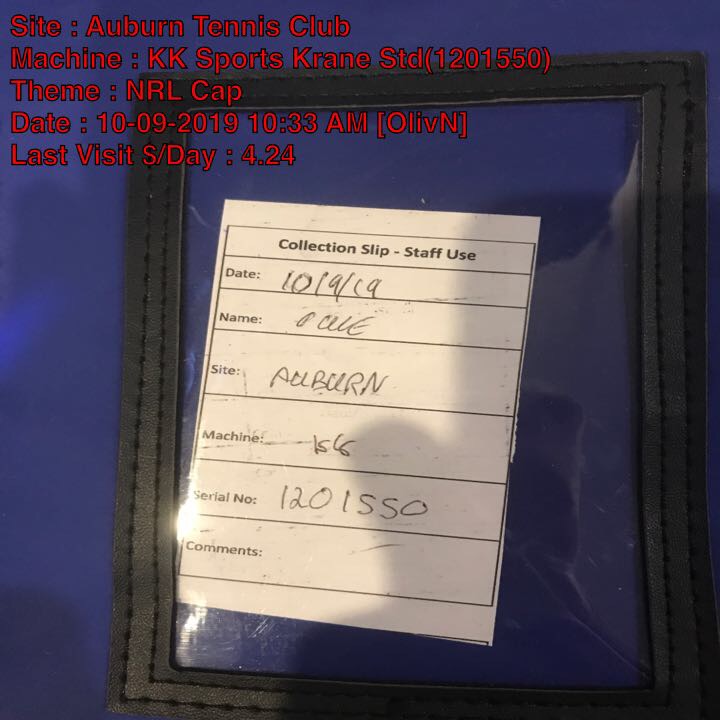 Site : Auburn Tennis Club
Machine : KK Sports Krane Std(1201550)
Theme : NRL Cap
Date : 10-09-2019 10:33 AM [OlivN]
Last Visit $/Day : 4.24
Collection Slip - Staff Use
Date: 10/9/19
Name:
Site: AUBURN
Machine: KK
Serial No: 1201550
Comments: